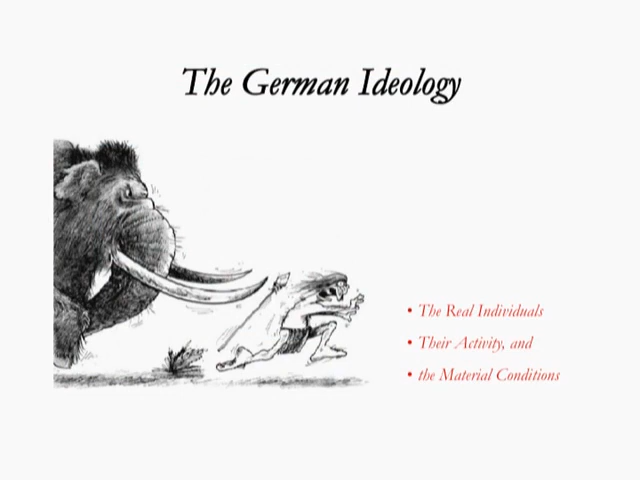 The German Ideology
• The Real Individuals
• Their Activity, and
• the Material Conditions